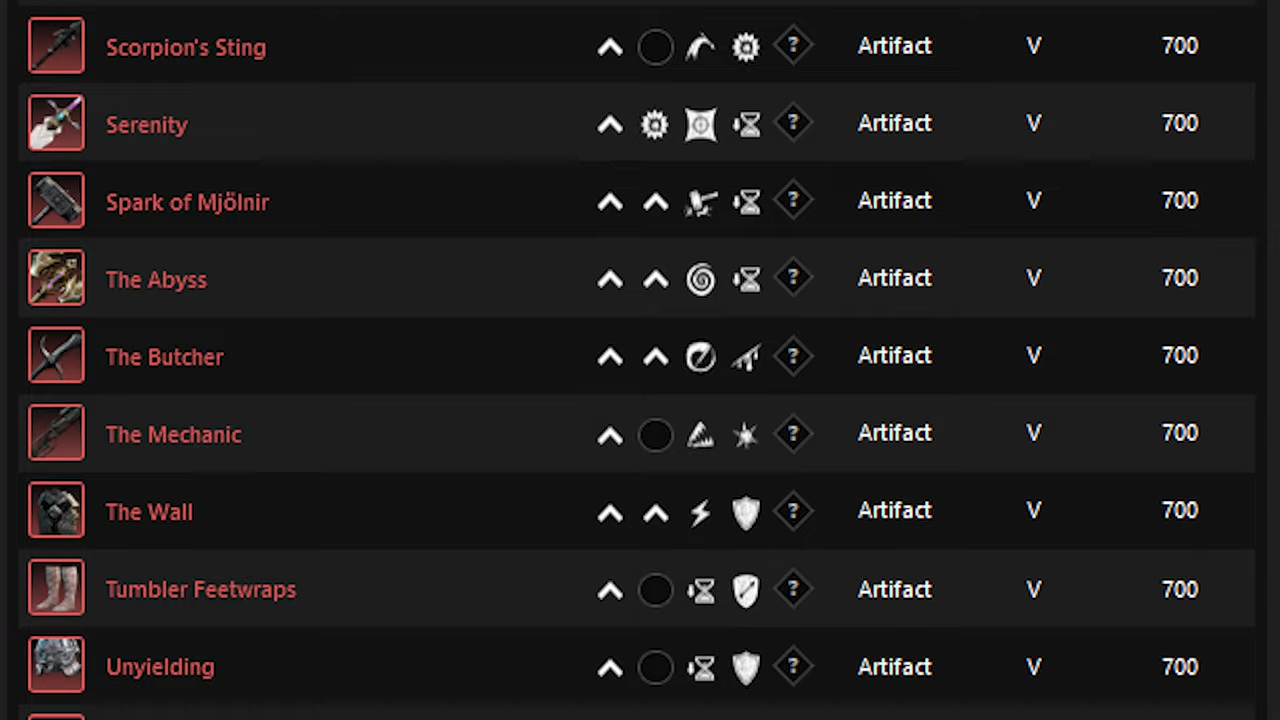 Scorpion's Sting ? Artifact V 700
Serenity ? Artifact V 700
Spark of Mjölnir ? Artifact V 700
The Abyss ? Artifact V 700
The Butcher ? Artifact V 700
The Mechanic ? Artifact V 700
The Wall ? Artifact V 700
Tumbler Feetwraps ? Artifact V 700
Unyielding ? Artifact V 700